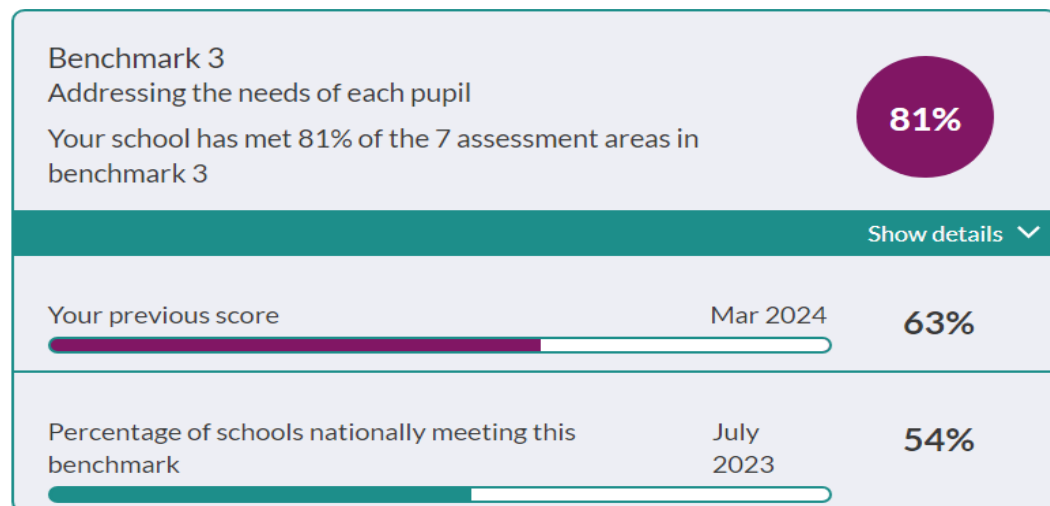 Benchmark 3
Addressing the needs of each pupil
Your school has met 81% of the 7 assessment areas in
benchmark 3
81%
Show details
Your previous score
Mar 2024
63%
Percentage of schools nationally meeting this
benchmark
July
2023
54%